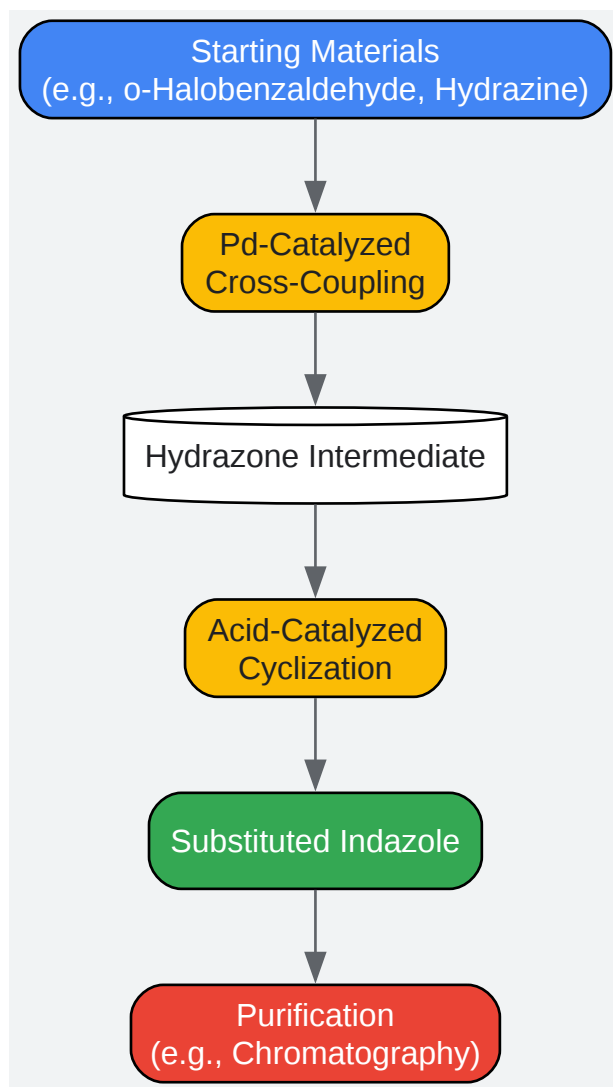 Starting Materials
(e.g., o-Halobenzaldehyde, Hydrazine)
Pd-Catalyzed
Cross-Coupling
Hydrazone Intermediate
Acid-Catalyzed
Cyclization
Substituted Indazole
Purification
(e.g., Chromatography)